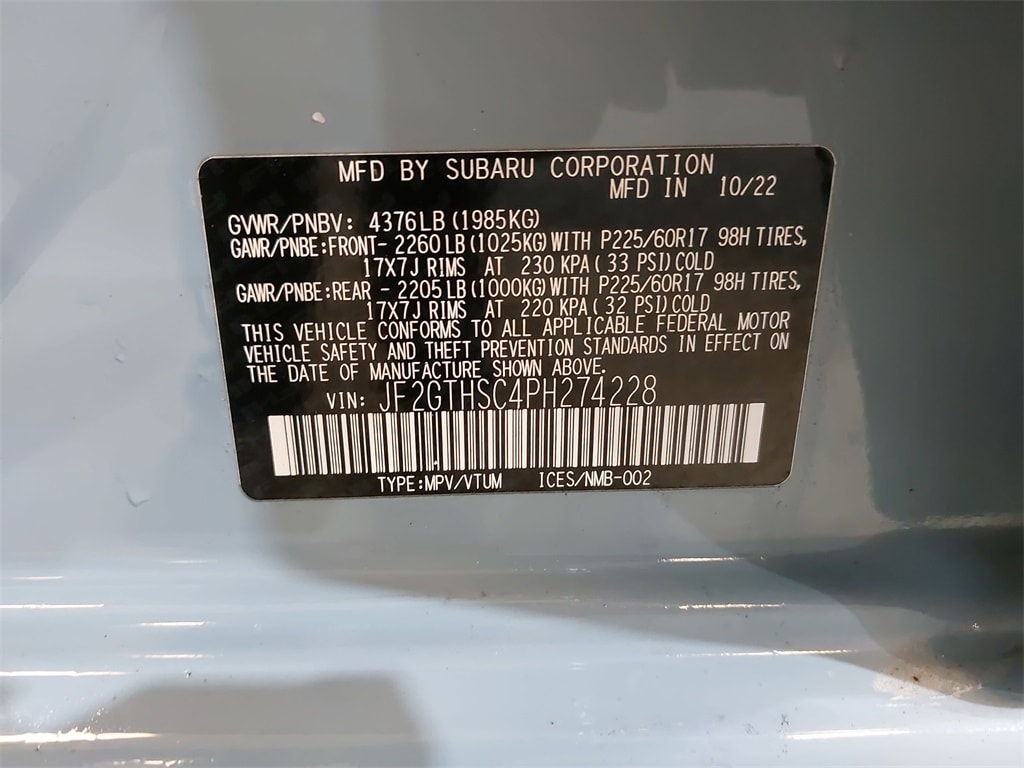 MFD BY SUBARU CORPORATION
MFD IN 10/22
GVWR/PNBV: 4376LB(1985KG)
GAWR/PNBE:FRONT- 2260LB(1025KG)WITH P225/60R17 98H TIRES,
17X7J RIMS AT 230 KPA( 33 PSI)COLD
GAWR/PNBE:REAR - 2205LB(1000KG)WITH P225/60R17 98H TIRES,
17X7J RIMS AT 220 KPA( 32 PSI)COLD
THIS VEHICLE CONFORMS TO ALL APPLICABLE FEDERAL MOTOR
VEHICLE SAFETY AND THEFT PREVENTION STANDARDS IN EFFECT ON
THE DATE OF MANUFACTURE SHOWN ABOVE.
VIN: JF2GTHSC4PH274228
TYPE:MPV/VTUM ICES/NMB-002